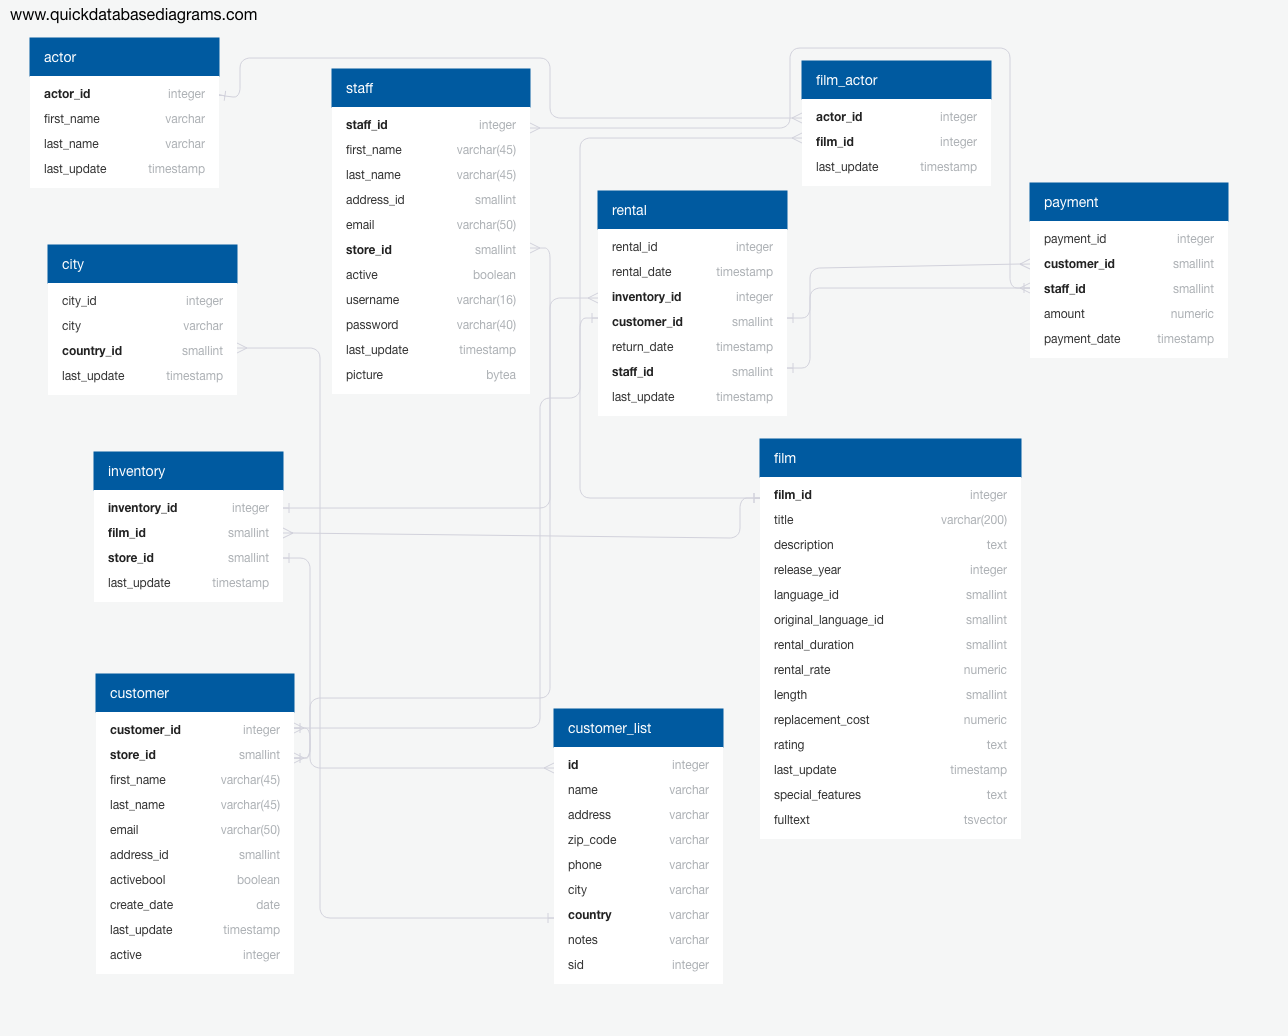 www.quickdatabasediagrams.com
actor
actor_id integer
first_name varchar
last_name varchar
last_update timestamp
staff
staff_id integer
first_name varchar(45)
last_name varchar(45)
address_id smallint
email varchar(50)
store_id smallint
active boolean
username varchar(16)
password varchar(40)
last_update timestamp
picture bytea
film_actor
actor_id integer
film_id integer
last_update timestamp
rental
rental_id integer
rental_date timestamp
inventory_id integer
customer_id smallint
return_date timestamp
staff_id smallint
last_update timestamp
payment
payment_id integer
customer_id smallint
staff_id smallint
amount numeric
payment_date timestamp
city
city_id integer
city varchar
country_id smallint
last_update timestamp
inventory
inventory_id integer
film_id smallint
store_id smallint
last_update timestamp
film
film_id integer
title varchar(200)
description text
release_year integer
language_id smallint
original_language_id smallint
rental_duration smallint
rental_rate numeric
length smallint
replacement_cost numeric
rating text
last_update timestamp
special_features text
fulltext tsvector
customer
customer_id integer
store_id smallint
first_name varchar(45)
last_name varchar(45)
email varchar(50)
address_id smallint
activebool boolean
create_date date
last_update timestamp
active integer
customer_list
id integer
name varchar
address varchar
zip_code varchar
phone varchar
city varchar
country varchar
notes varchar
sid integer